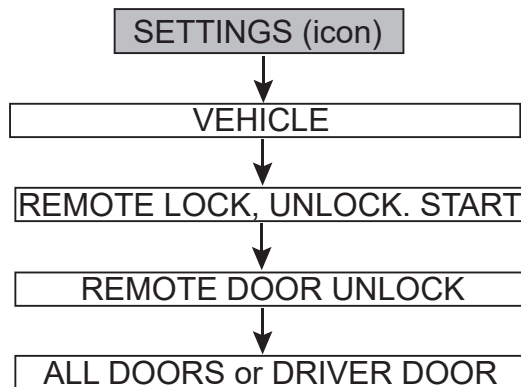 SETTINGS (icon)
VEHICLE
REMOTE LOCK, UNLOCK. START
REMOTE DOOR UNLOCK
ALL DOORS or DRIVER DOOR